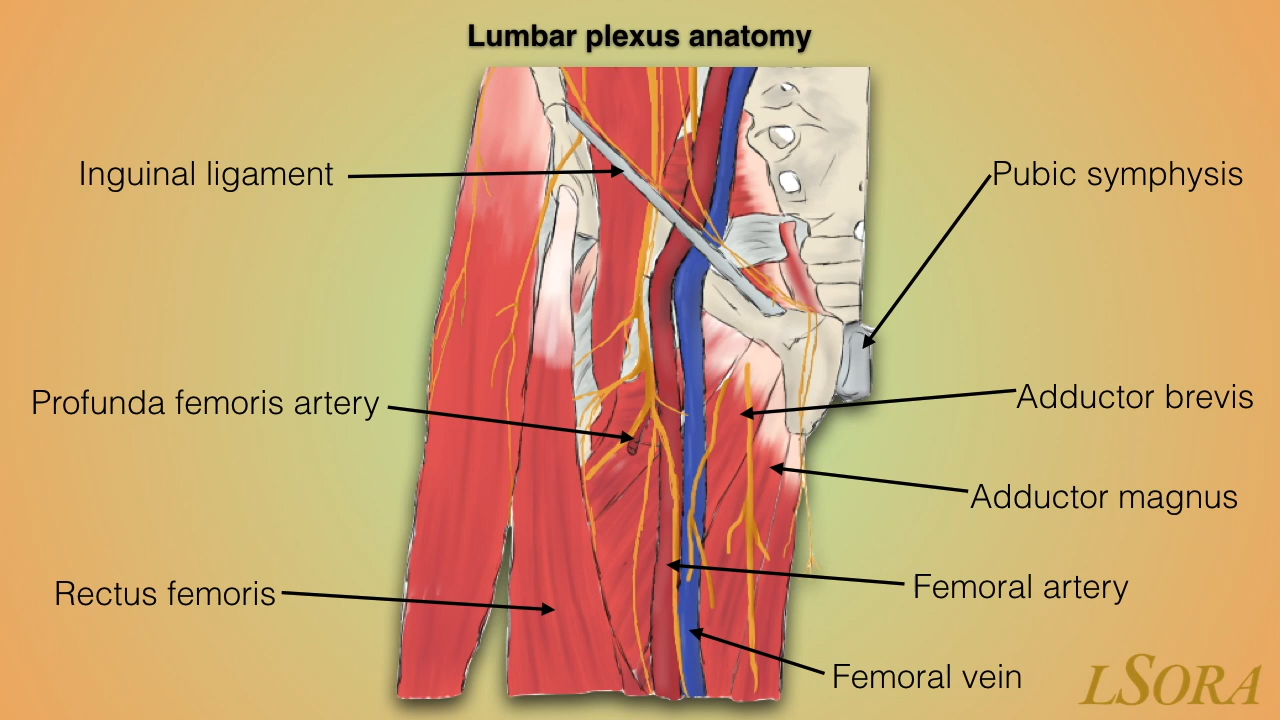 Lumbar plexus anatomy
Inguinal ligament
Pubic symphysis
Profunda femoris artery
Adductor brevis
Adductor magnus
Rectus femoris
Femoral artery
Femoral vein
LSORA